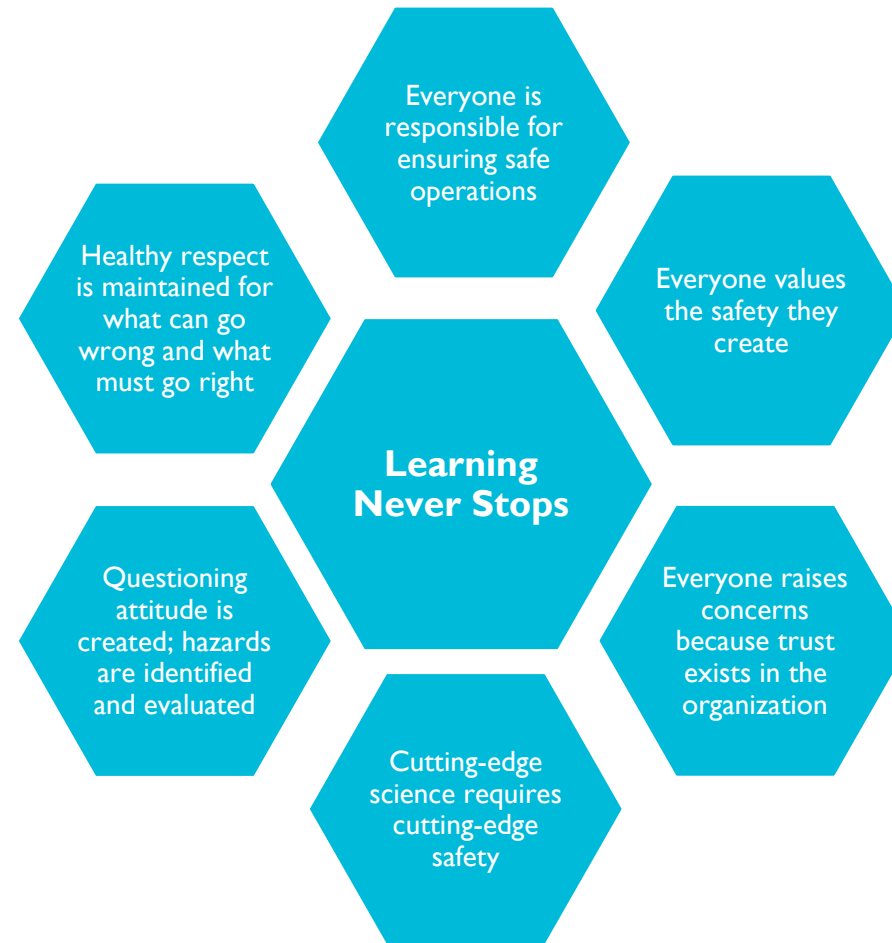 Everyone is
responsible for
ensuring safe
operations
Healthy respect
is maintained for
what can go
wrong and what
must go right
Everyone values
the safety they
create
Learning
Never Stops
Questioning
attitude is
created; hazards
are identified
and evaluated
Everyone raises
concerns
because trust
exists in the
organization
Cutting-edge
science requires
cutting-edge
safety